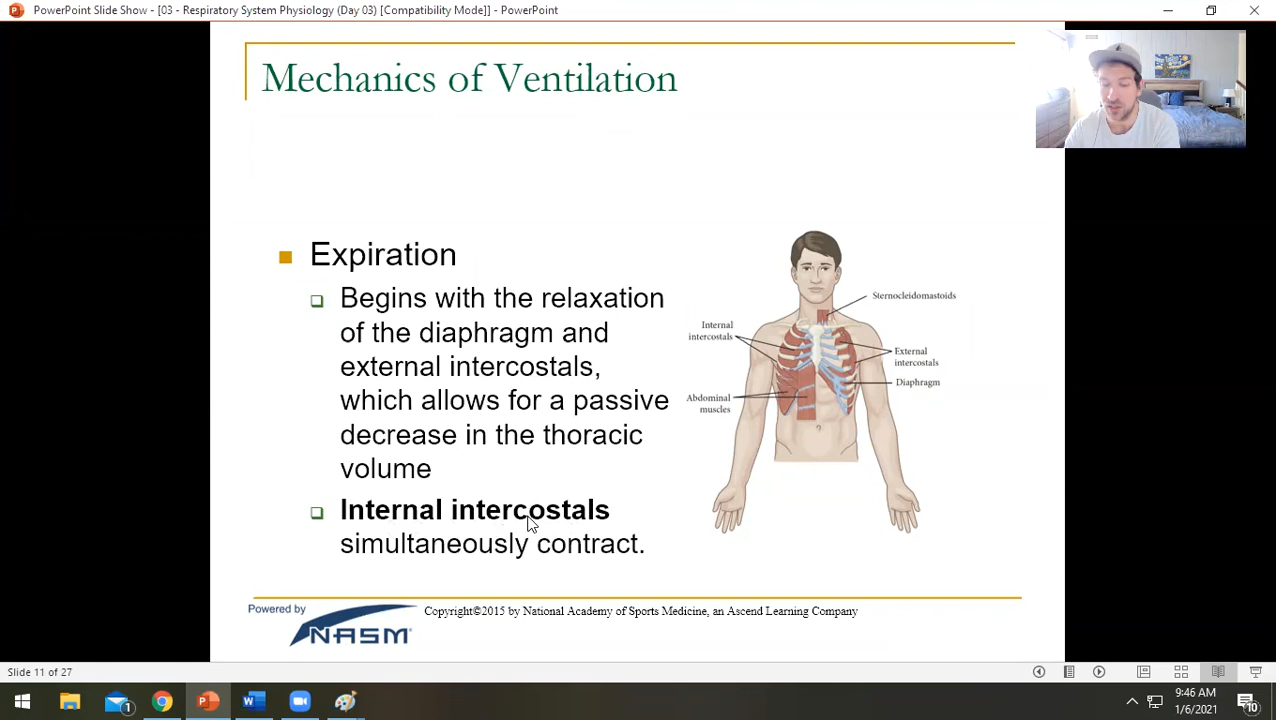 PowerPoint Slide Show - [03 - Respiratory System Physiology (Day 03) [Compatibility Mode]] - PowerPoint
Mechanics of Ventilation
Expiration
Begins with the relaxation
of the diaphragm and
external intercostals,
which allows for a passive
decrease in the thoracic
volume
Internal intercostals
simultaneously contract.
Sternocleidomastoids
Internal
intercostals
External
intercostals
Diaphragm
Abdominal
muscles
Powered by
NASM
Copyright©2015 by National Academy of Sports Medicine, an Ascend Learning Company
Slide 11 of 27
1
9:46 AM
1/6/2021
10